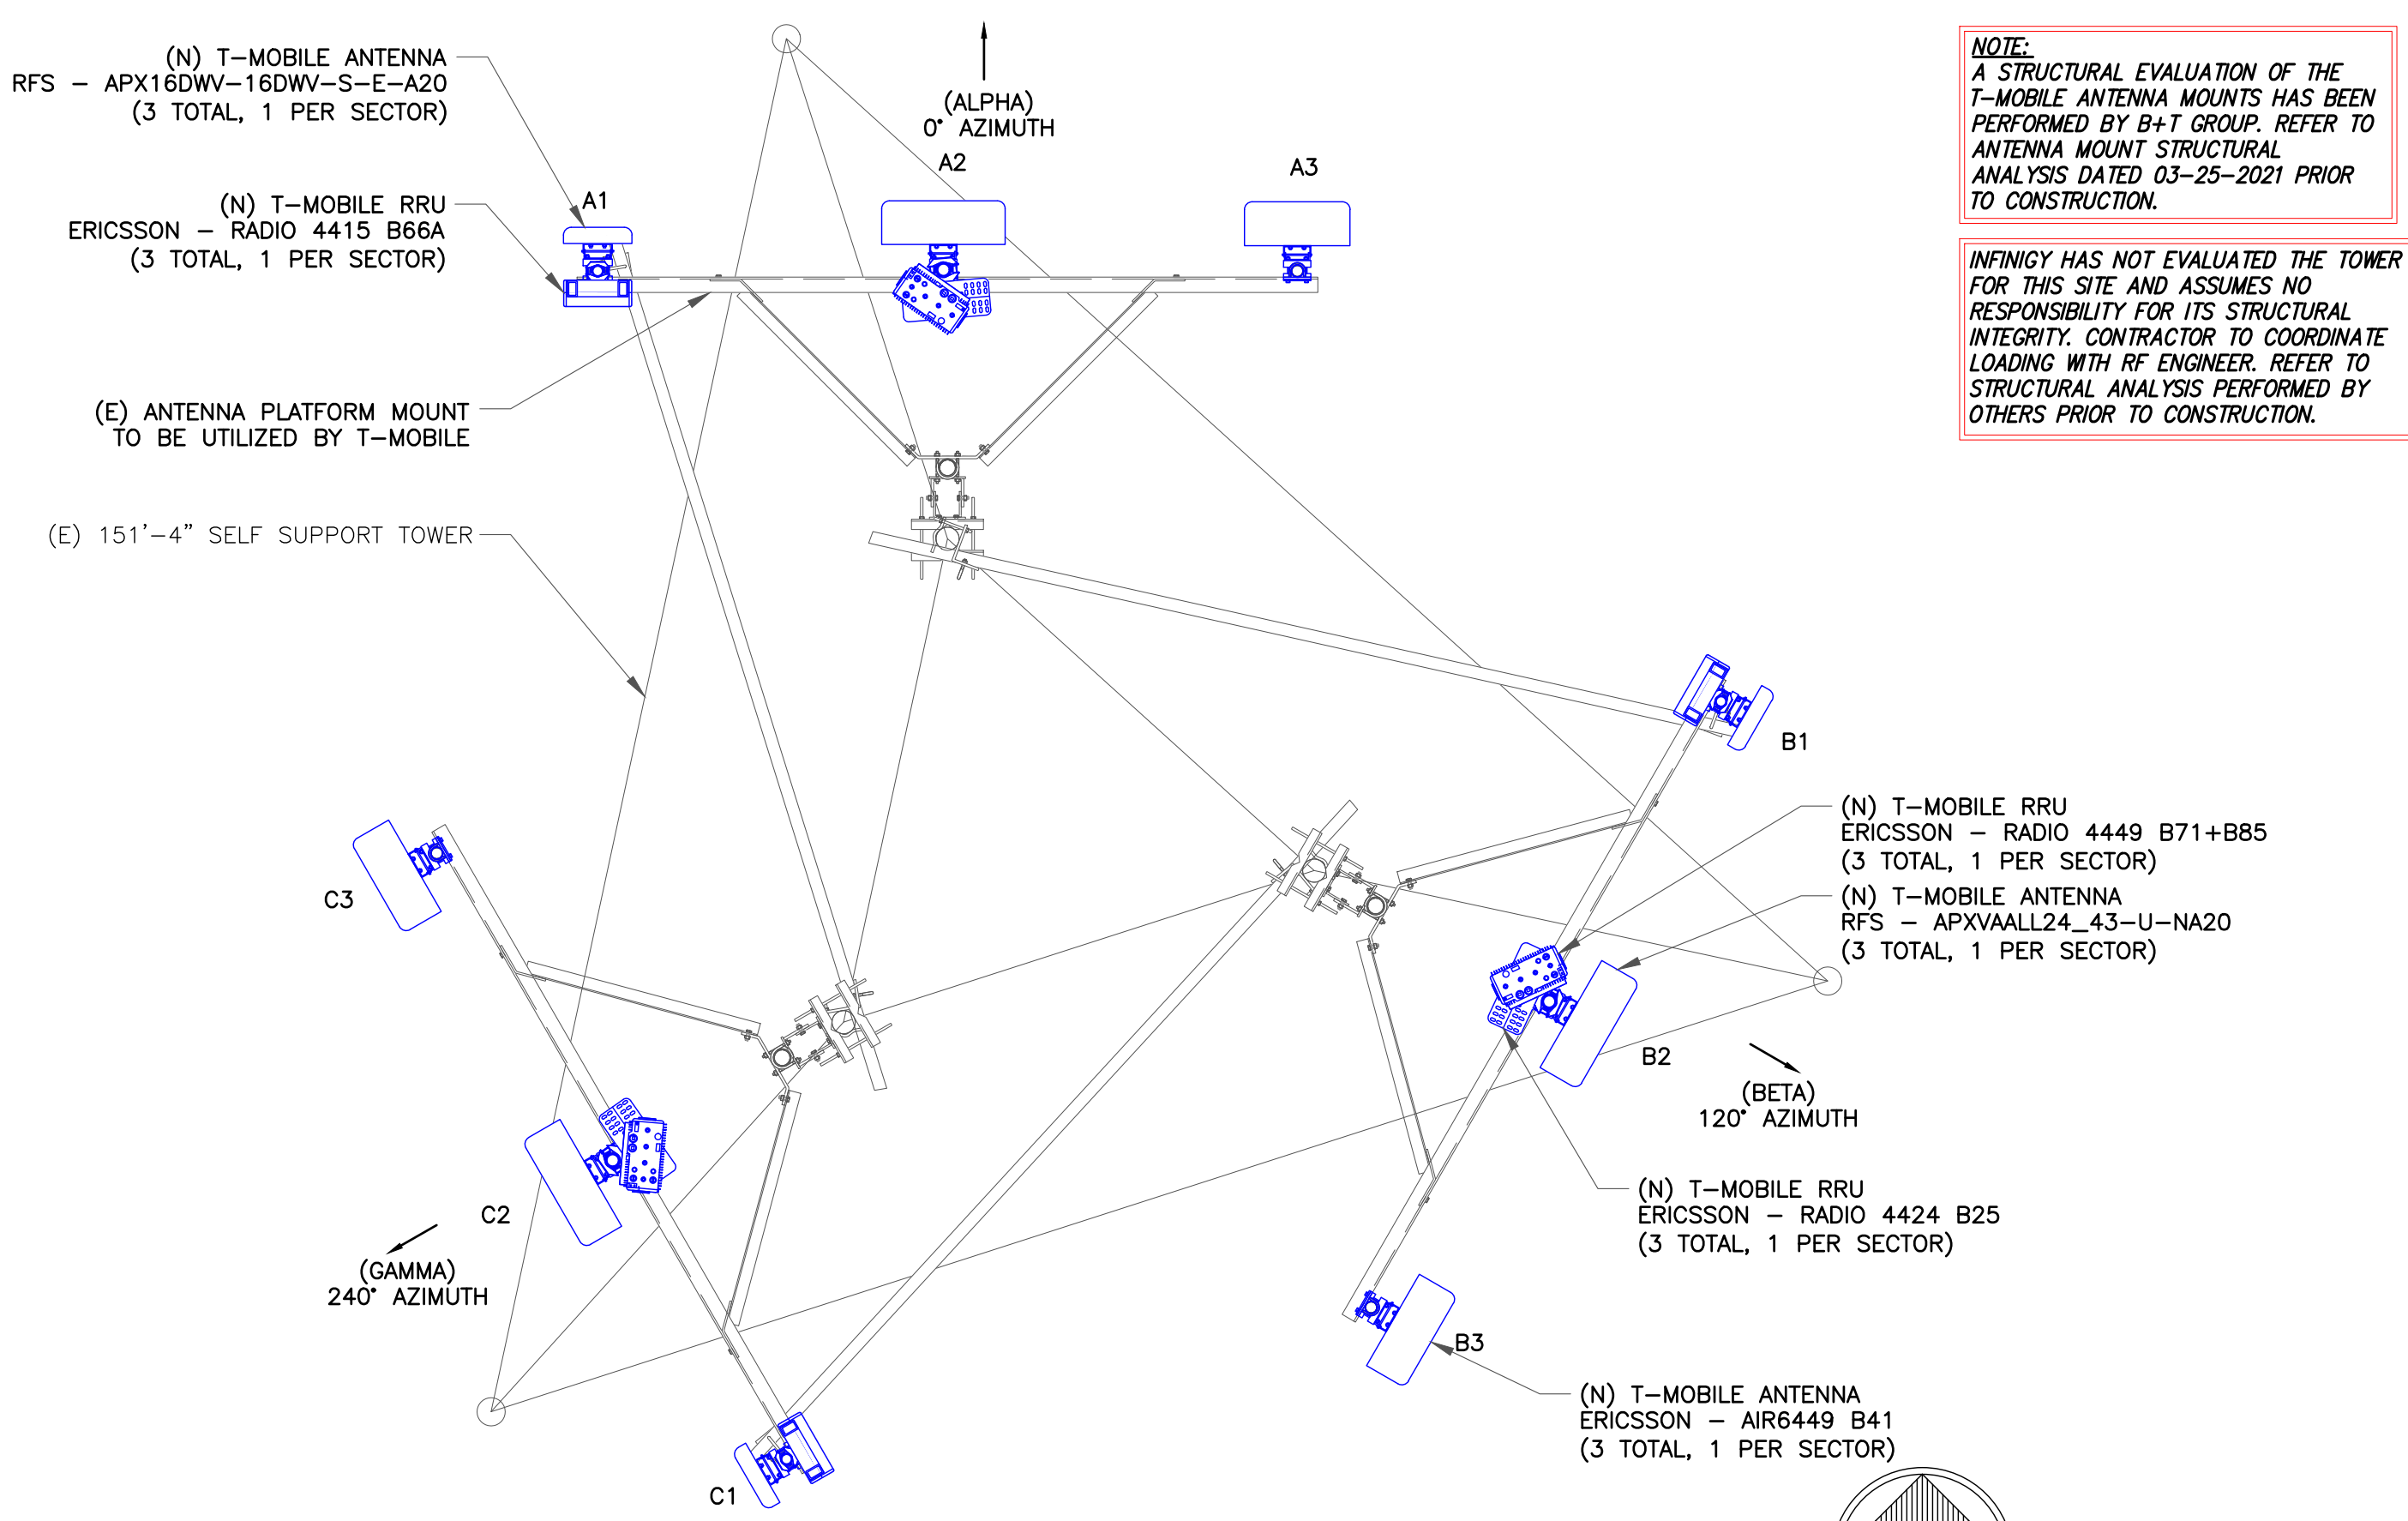 (N) T-MOBILE ANTENNA
RFS - APX16DWV-16DWV-S-E-A20
(3 TOTAL, 1 PER SECTOR)
(ALPHA)
0° AZIMUTH
A1
A2
A3
(N) T-MOBILE RRU
ERICSSON - RADIO 4415 B66A
(3 TOTAL, 1 PER SECTOR)
(E) ANTENNA PLATFORM MOUNT
TO BE UTILIZED BY T-MOBILE
(E) 151'-4" SELF SUPPORT TOWER
NOTE:
A STRUCTURAL EVALUATION OF THE
T-MOBILE ANTENNA MOUNTS HAS BEEN
PERFORMED BY B+T GROUP. REFER TO
ANTENNA MOUNT STRUCTURAL
ANALYSIS DATED 03-25-2021 PRIOR
TO CONSTRUCTION.
INFINIGY HAS NOT EVALUATED THE TOWER
FOR THIS SITE AND ASSUMES NO
RESPONSIBILITY FOR ITS STRUCTURAL
INTEGRITY. CONTRACTOR TO COORDINATE
LOADING WITH RF ENGINEER. REFER TO
STRUCTURAL ANALYSIS PERFORMED BY
OTHERS PRIOR TO CONSTRUCTION.
B1
(N) T-MOBILE RRU
ERICSSON - RADIO 4449 B71+B85
(3 TOTAL, 1 PER SECTOR)
(N) T-MOBILE ANTENNA
RFS - APXVAALL24_43-U-NA20
(3 TOTAL, 1 PER SECTOR)
B2
(BETA)
120° AZIMUTH
(N) T-MOBILE RRU
ERICSSON - RADIO 4424 B25
(3 TOTAL, 1 PER SECTOR)
B3
(N) T-MOBILE ANTENNA
ERICSSON - AIR6449 B41
(3 TOTAL, 1 PER SECTOR)
C3
C2
(GAMMA)
240° AZIMUTH
C1